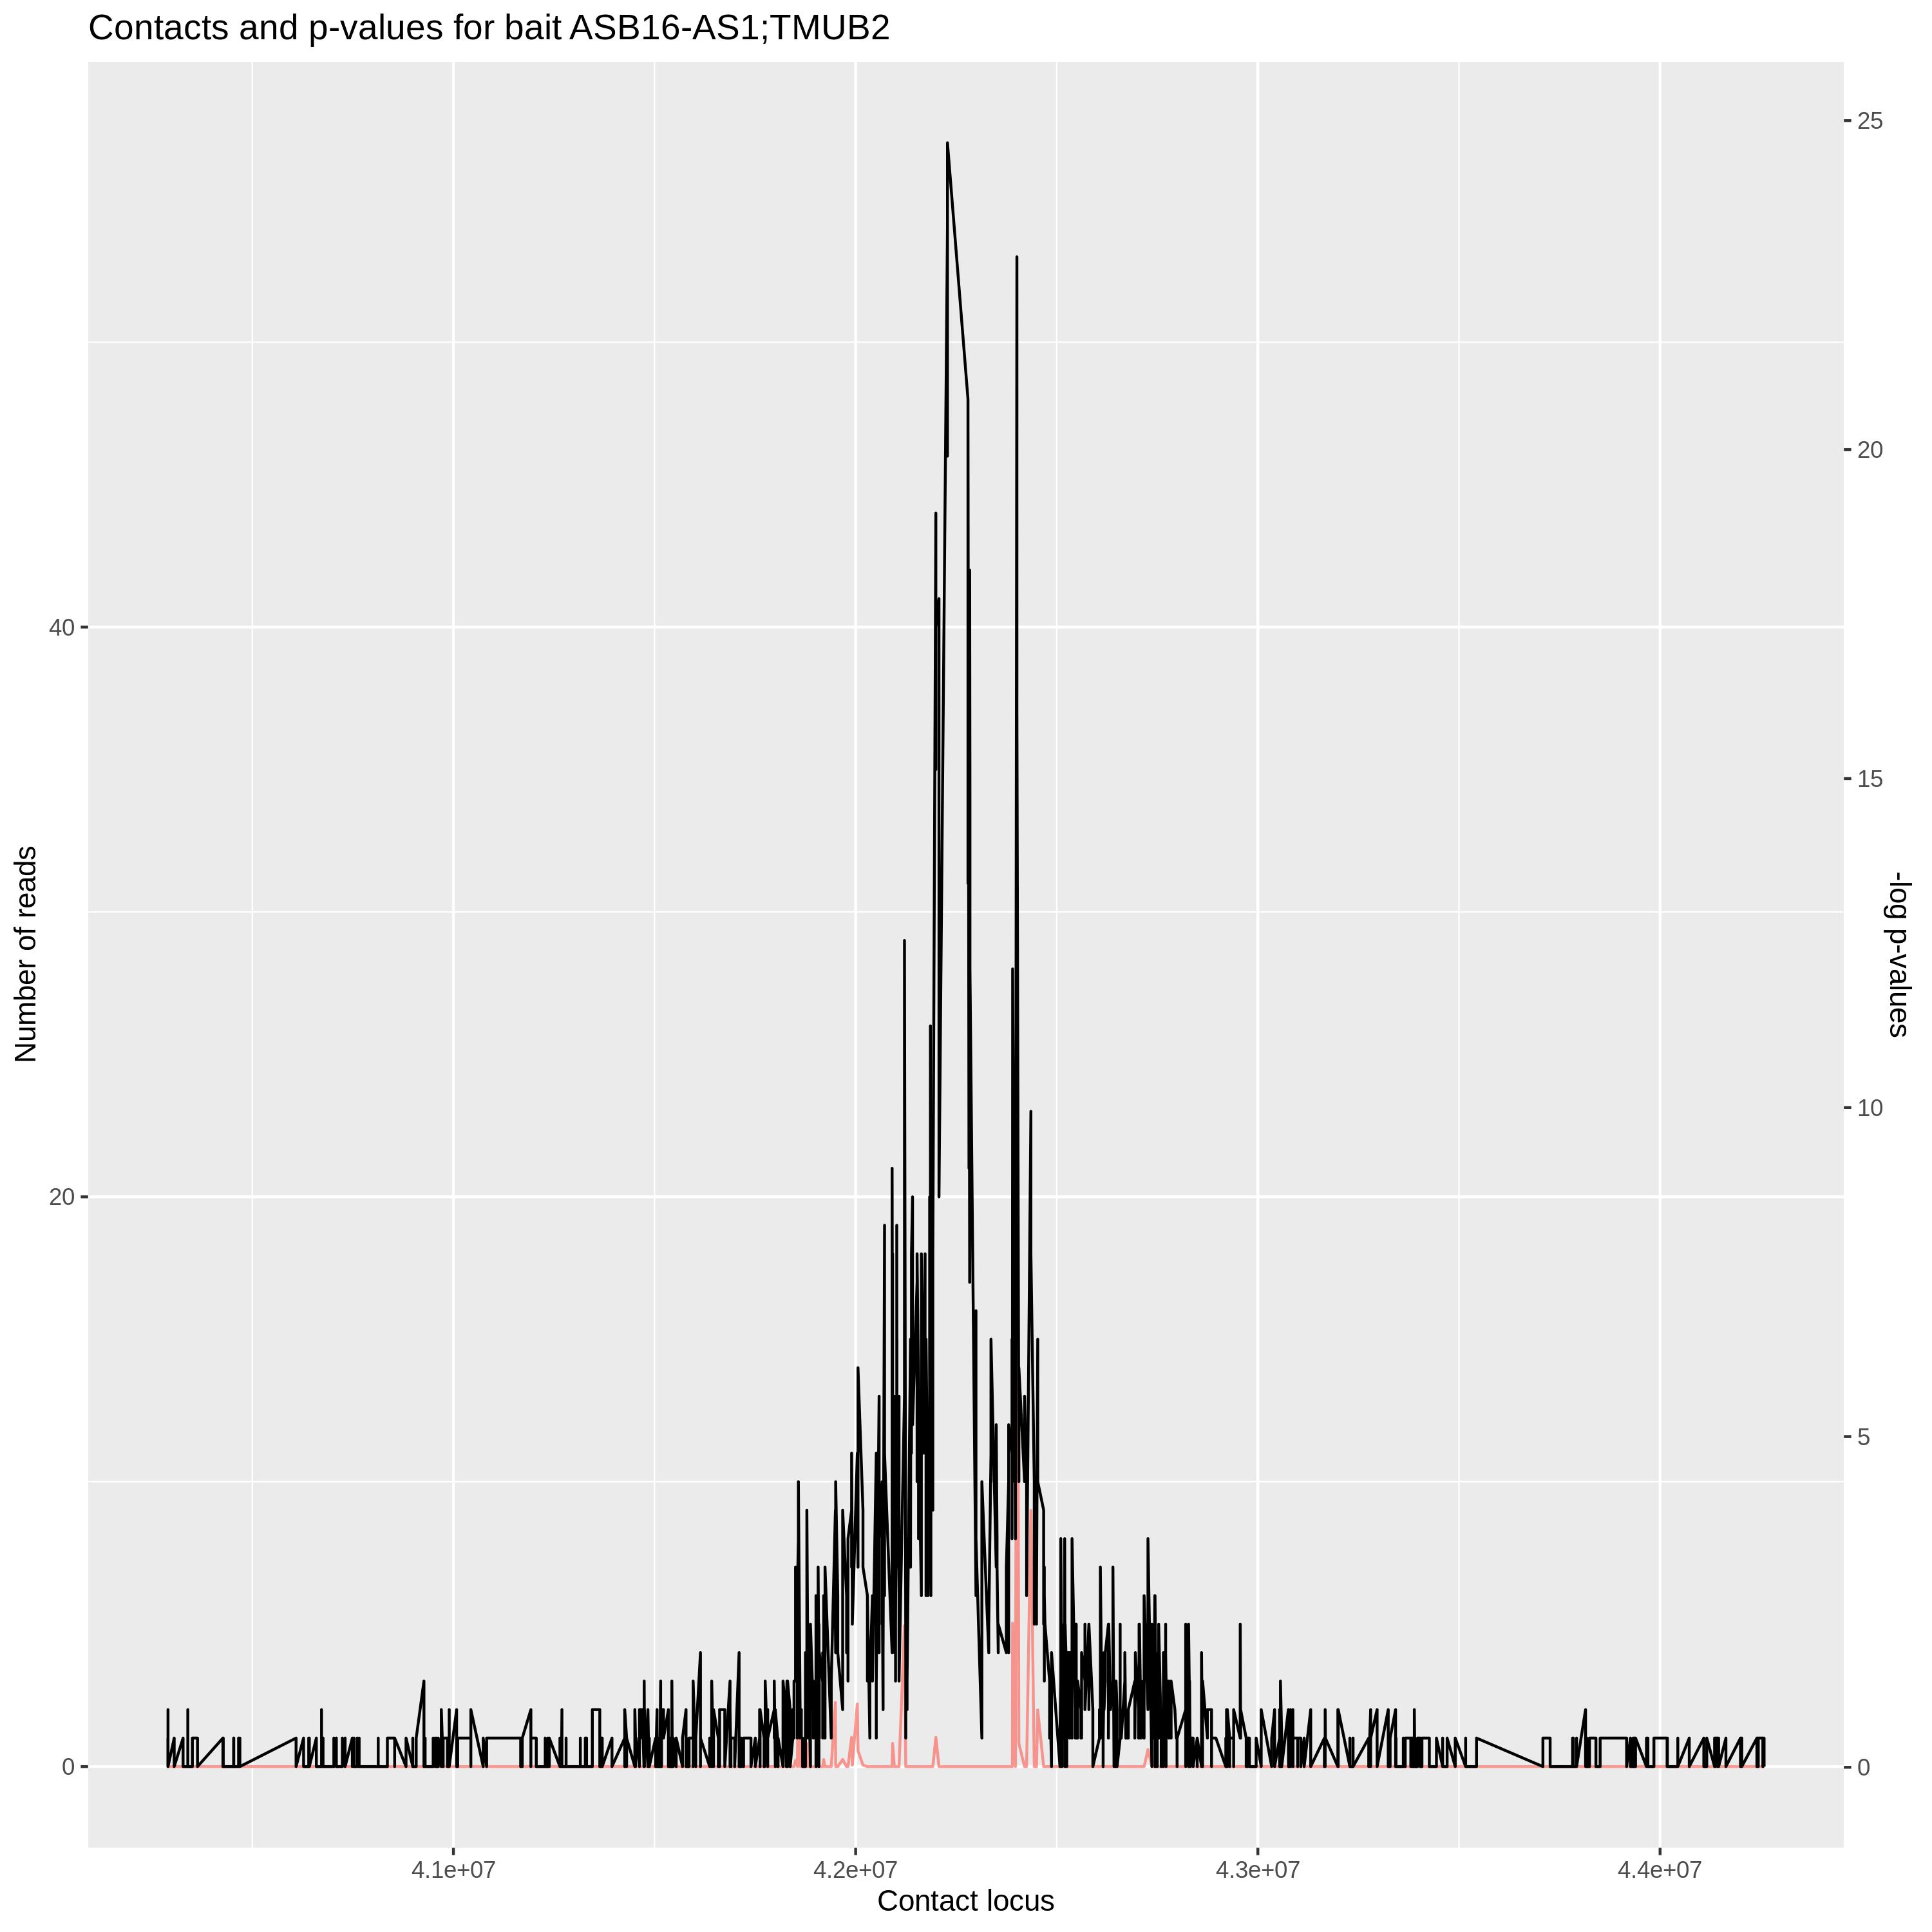 Contacts and p-values for bait ASB16-AS1;TMUB2
25
20
15
10
5
0
-log p-values
40
20
0
Number of reads
4.1e+07 4.2e+07 4.3e+07 4.4e+07
Contact locus